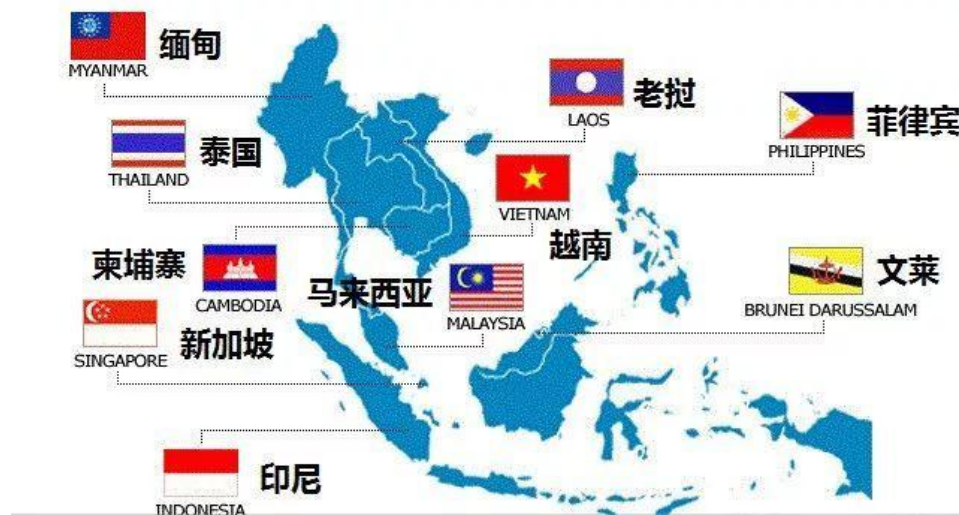 缅甸
MYANMAR
老挝
LAOS
菲律宾
PHILIPPINES
泰国
THAILAND
VIETNAM
越南
柬埔寨
CAMBODIA
马来西亚
MALAYSIA
文莱
BRUNEI DARUSSALAM
新加坡
SINGAPORE
印尼
INDONESIA